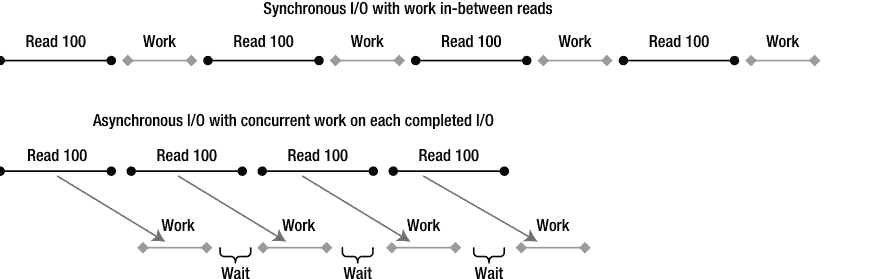 Synchronous I/O with work in-between reads
Read 100 Work Read 100 Work Read 100 Work Read 100 Work
Asynchronous I/O with concurrent work on each completed I/O
Read 100 Read 100 Read 100 Read 100
Work Work Work Work
Wait Wait Wait